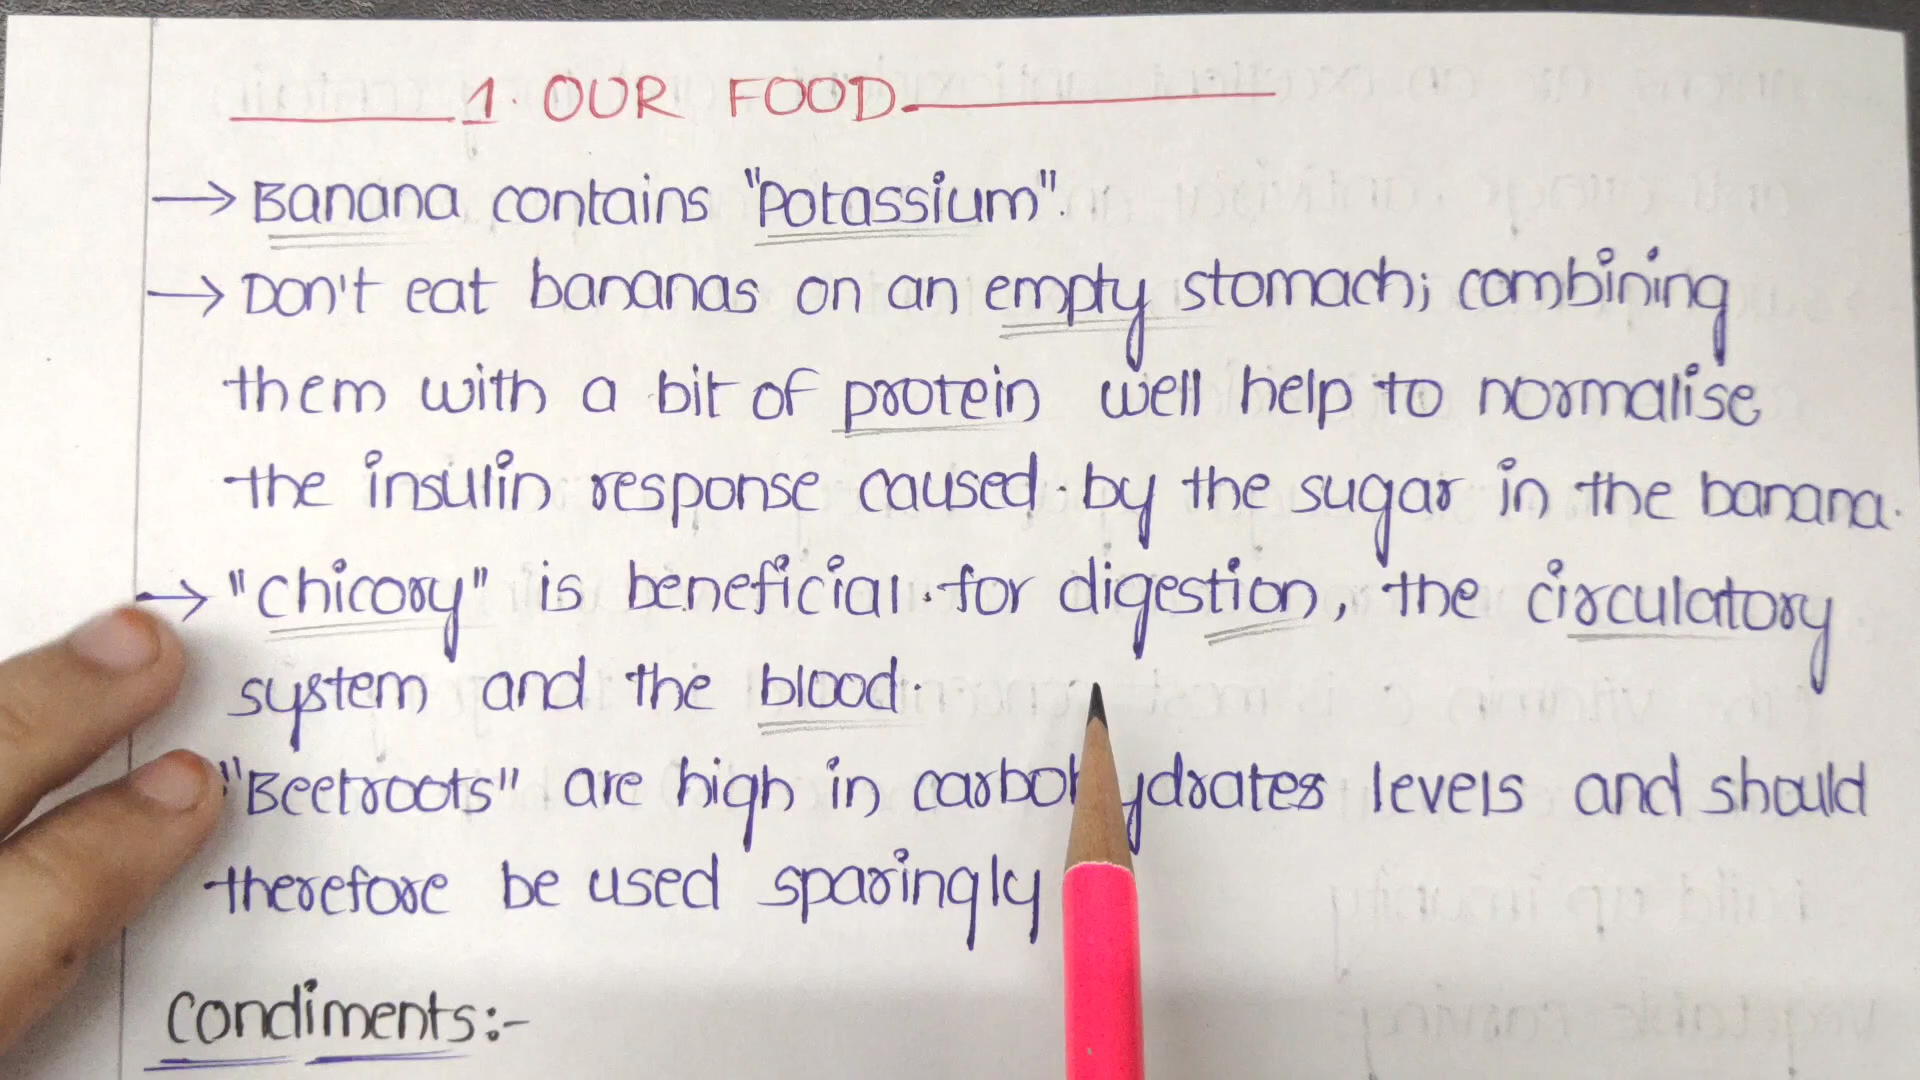 1. OUR FOOD
→ Banana contains "Potassium".
→ Don't eat bananas on an empty stomach; combining
them with a bit of protein well help to normalise
the insulin response caused by the sugar in the banana.
→ "Chicory" is beneficial for digestion, the circulatory
system and the blood.
"Beetroots" are high in carbohydrates levels and should
therefore be used sparingly
Condiments:-